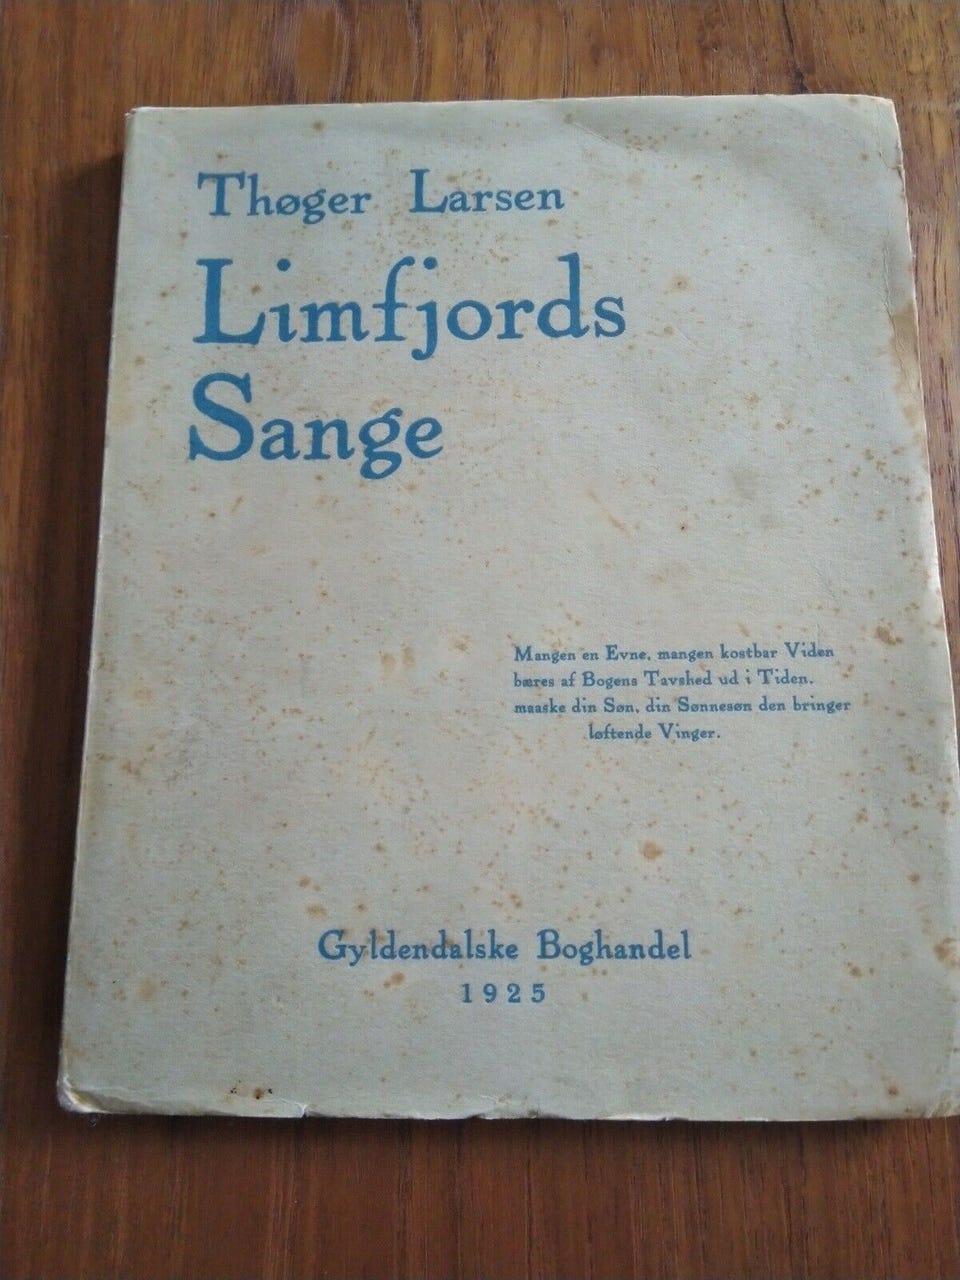 Thøger Larsen
Limfjords
Sange
Mangen en Evne, mangen kostbar Viden
bæres af Bogens Tavshed ud i Tiden,
maaske din Søn, din Sønnesøn den bringer
løftende Vinger.
Gyldendalske Boghandel
1925